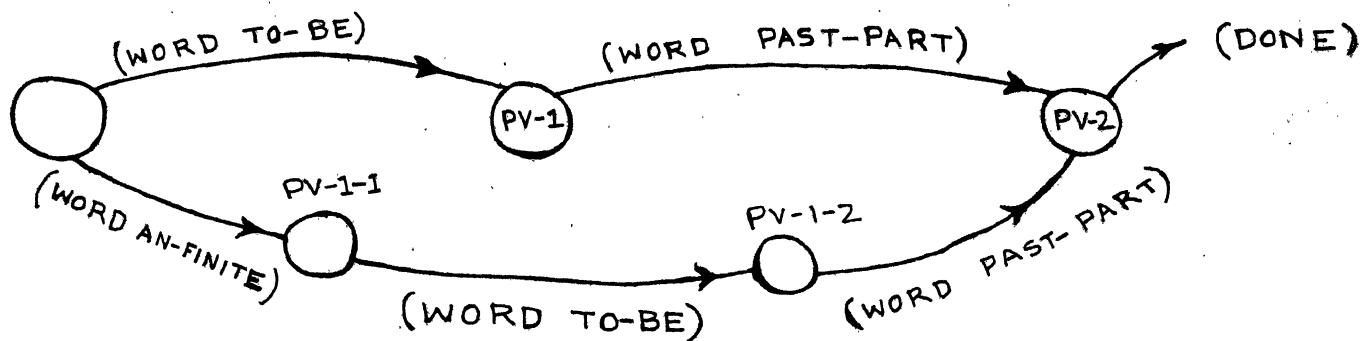 (WORD TO-BE)
(WORD PAST-PART)
(DONE)
PV-1
PV-2
(WORD AN-FINITE)
PV-1-1
PV-1-2
(WORD TO-BE)
(WORD PAST-PART)